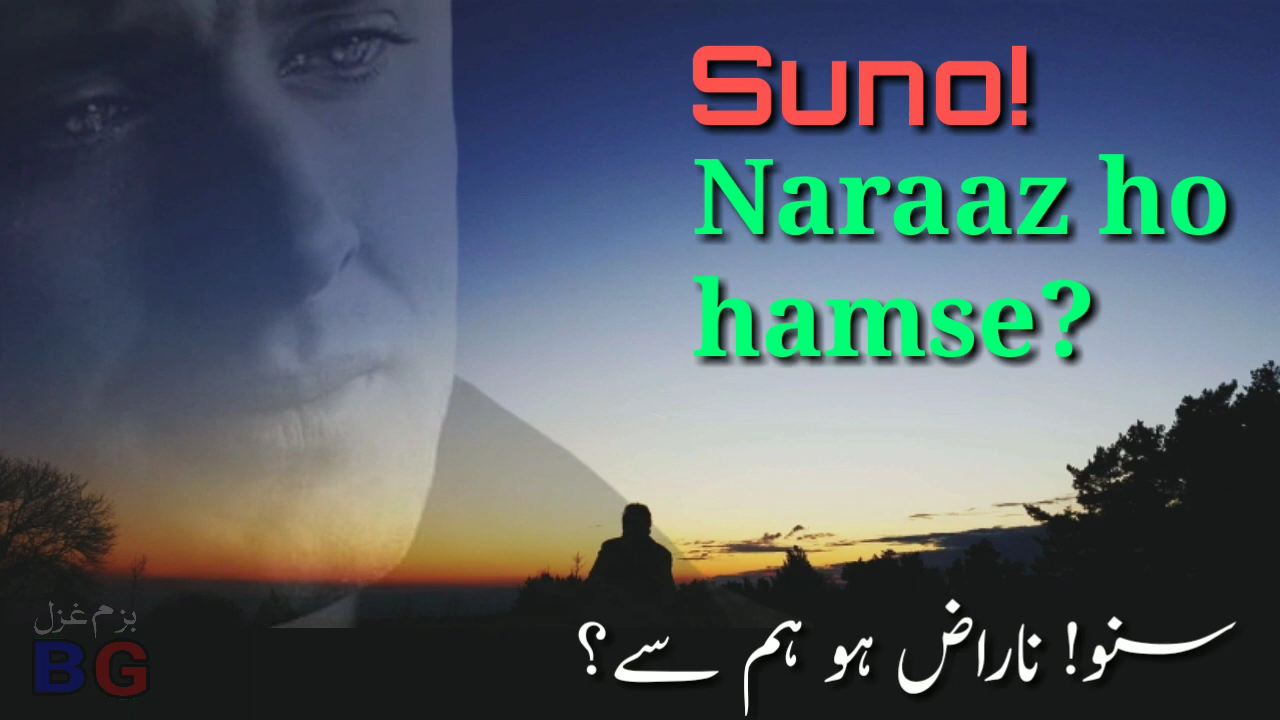 Suno!
Naraaz ho
hamse?
سنو! ناراض ہو ہم سے؟
بزم غزل
BG